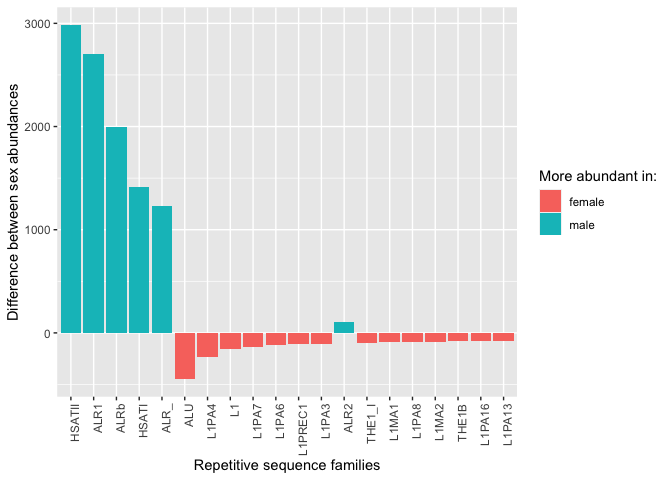 3000
2000
1000
0
Difference between sex abundances
HSATII
ALR1
ALRb
HSATI
ALR_
ALU
L1PA4
L1
L1PA7
L1PA6
L1PREC1
L1PA3
ALR2
THE1_I
L1MA1
L1PA8
L1MA2
THE1B
L1PA16
L1PA13
Repetitive sequence families
More abundant in:
female
male